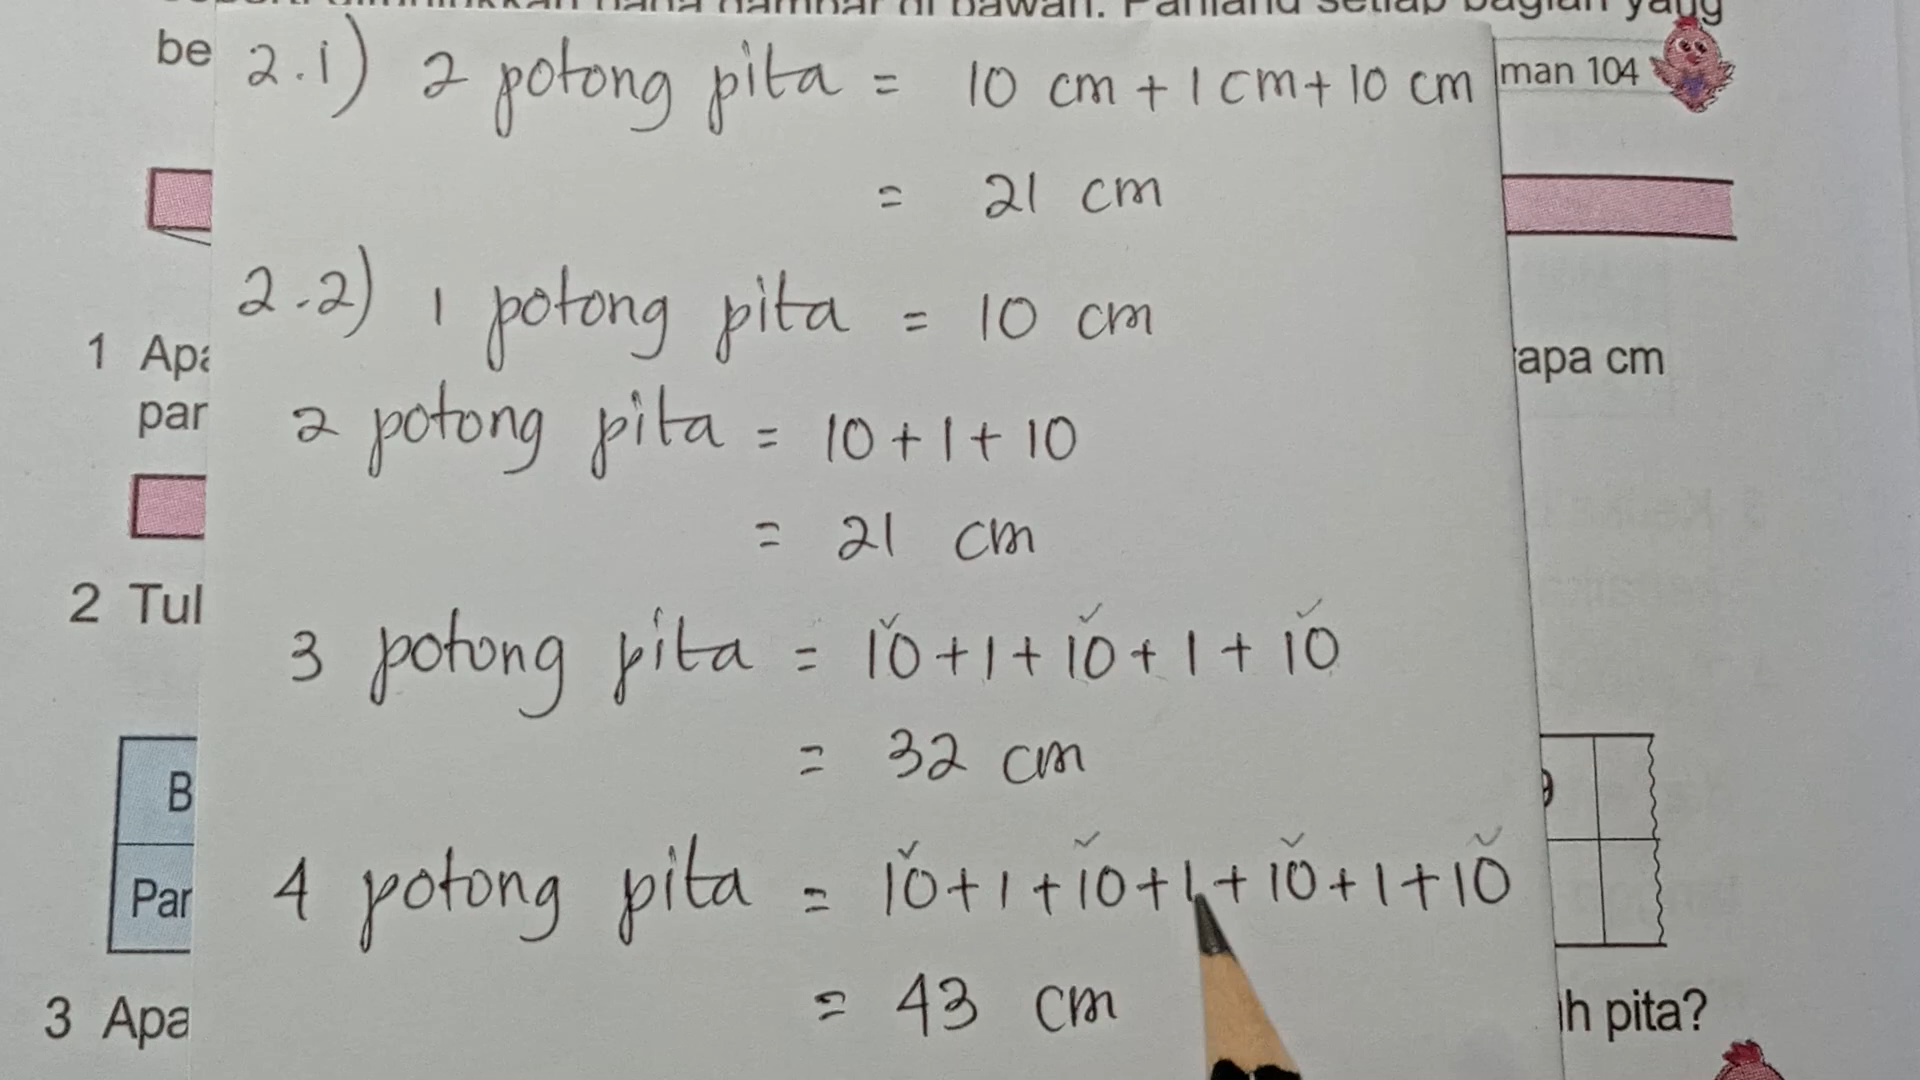 be
man 104
2.1) 2 potong pita = 10 cm + 1 cm + 10 cm
= 21 cm
2.2) 1 potong pita = 10 cm
1 Apa
apa cm
par
2 potong pita = 10 + 1 + 10
= 21 cm
2 Tul
3 potong pita = 10 + 1 + 10 + 1 + 10
= 32 cm
B
Par
4 potong pita = 10 + 1 + 10 + 1 + 10 + 1 + 10
= 43 cm
3 Apa
h pita?